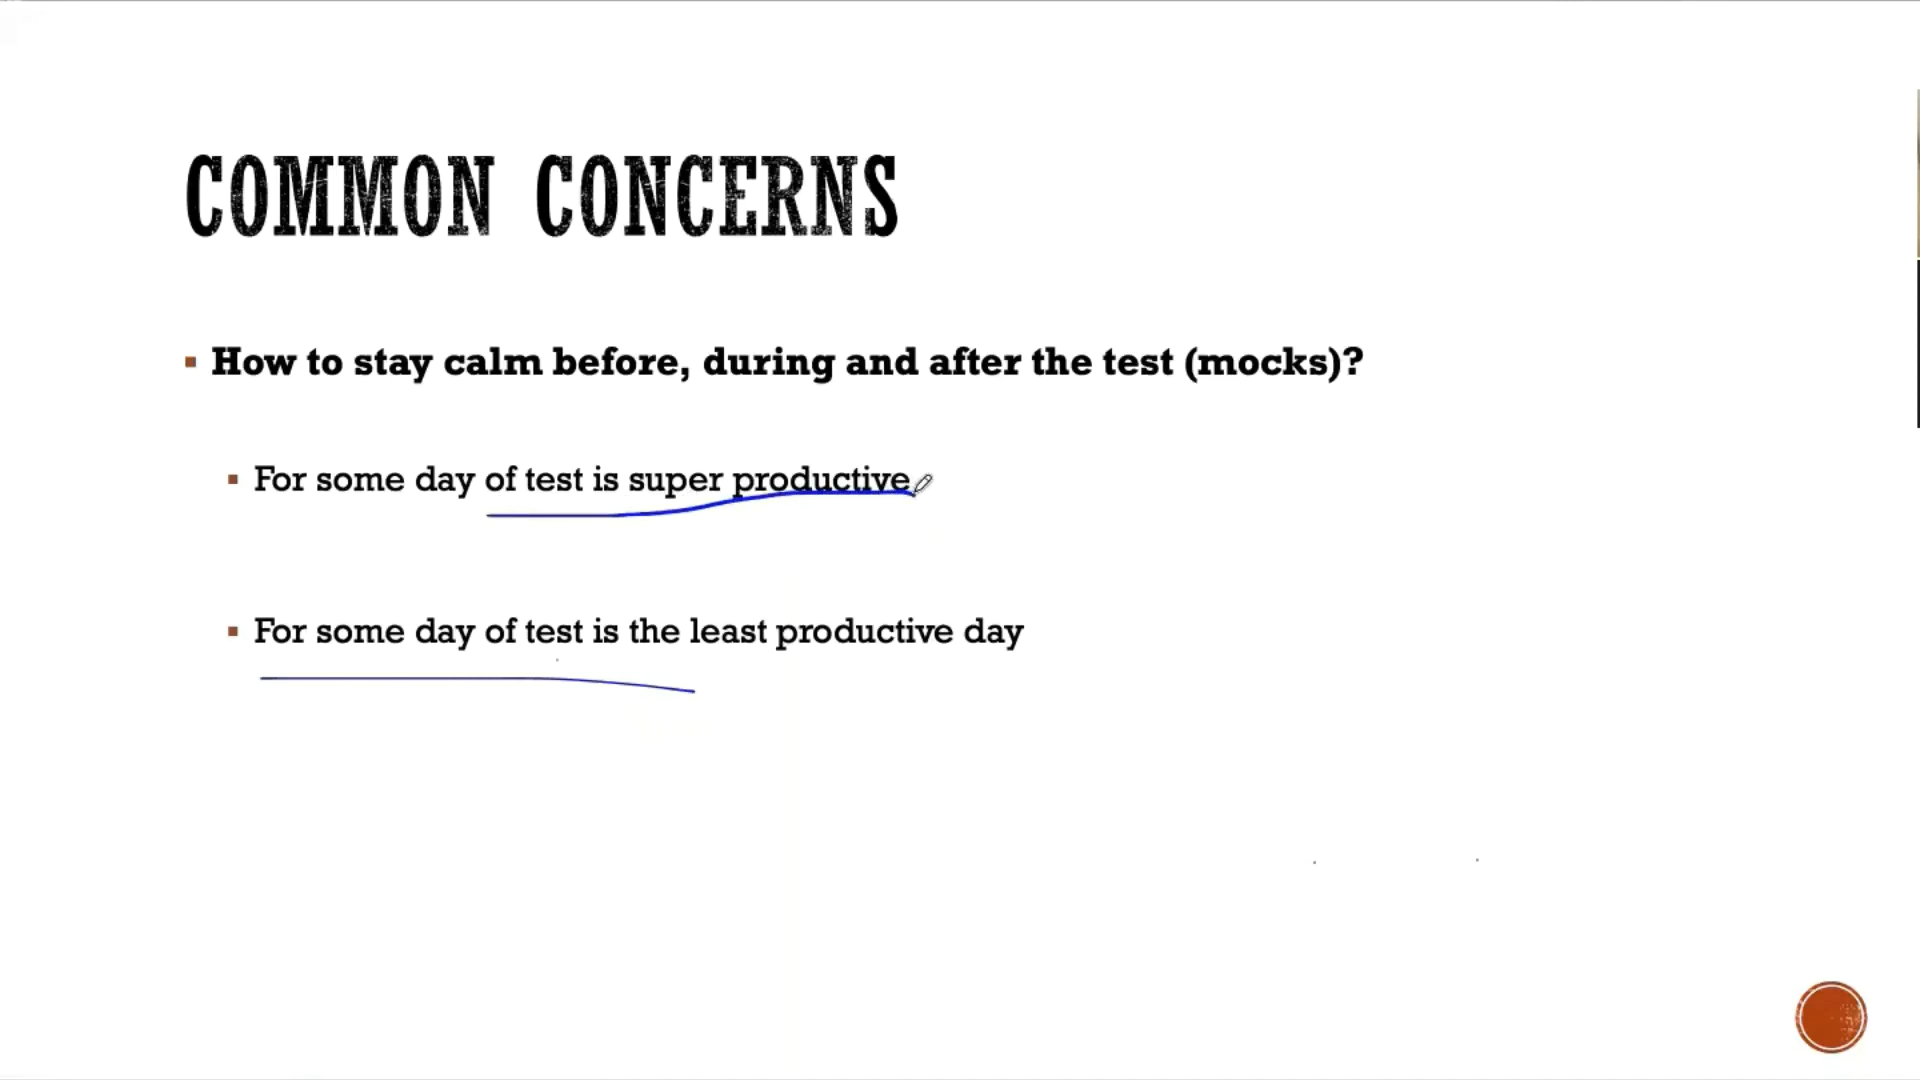 COMMON CONCERNS
How to stay calm before, during and after the test (mocks)?
For some day of test is super productive
For some day of test is the least productive day